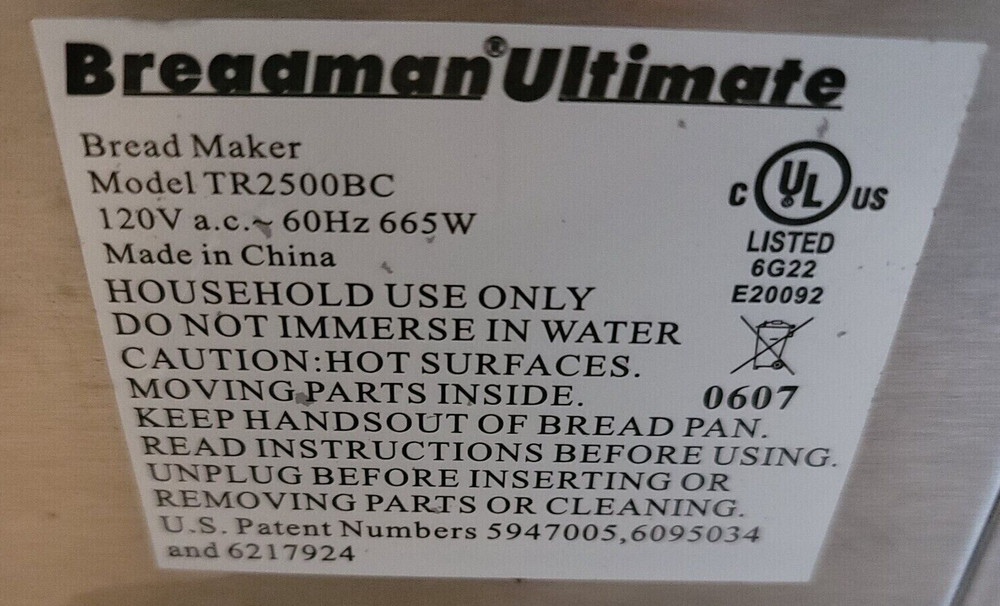 Breadman® Ultimate
Bread Maker
Model TR2500BC
120V a.c.~ 60Hz 665W
Made in China
C UL US
LISTED
6G22
E20092
HOUSEHOLD USE ONLY
DO NOT IMMERSE IN WATER
CAUTION:HOT SURFACES.
MOVING PARTS INSIDE.
0607
KEEP HANDSOUT OF BREAD PAN.
READ INSTRUCTIONS BEFORE USING.
UNPLUG BEFORE INSERTING OR
REMOVING PARTS OR CLEANING.
U.S. Patent Numbers 5947005,6095034
and 6217924